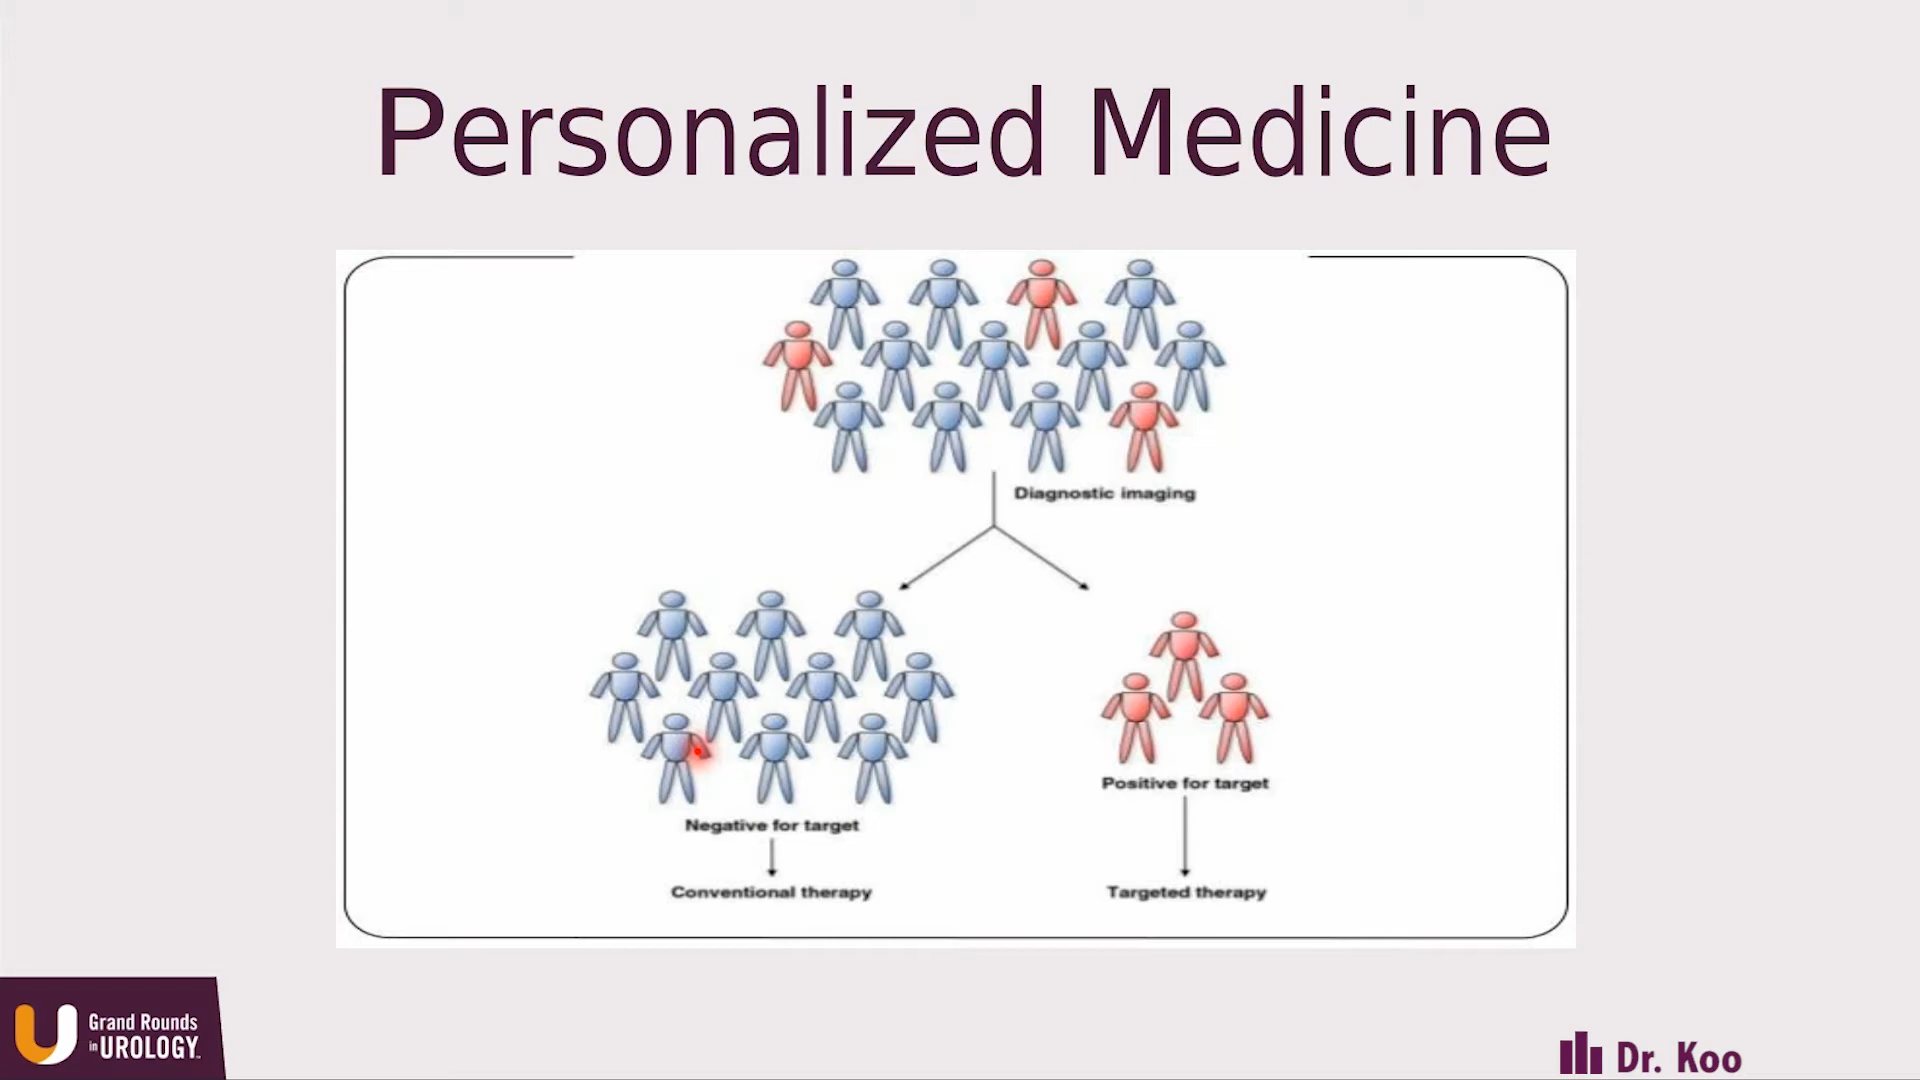 Personalized Medicine
Diagnostic imaging
Negative for target
Positive for target
Conventional therapy
Targeted therapy
Grand Rounds
in UROLOGY™
Dr. Koo